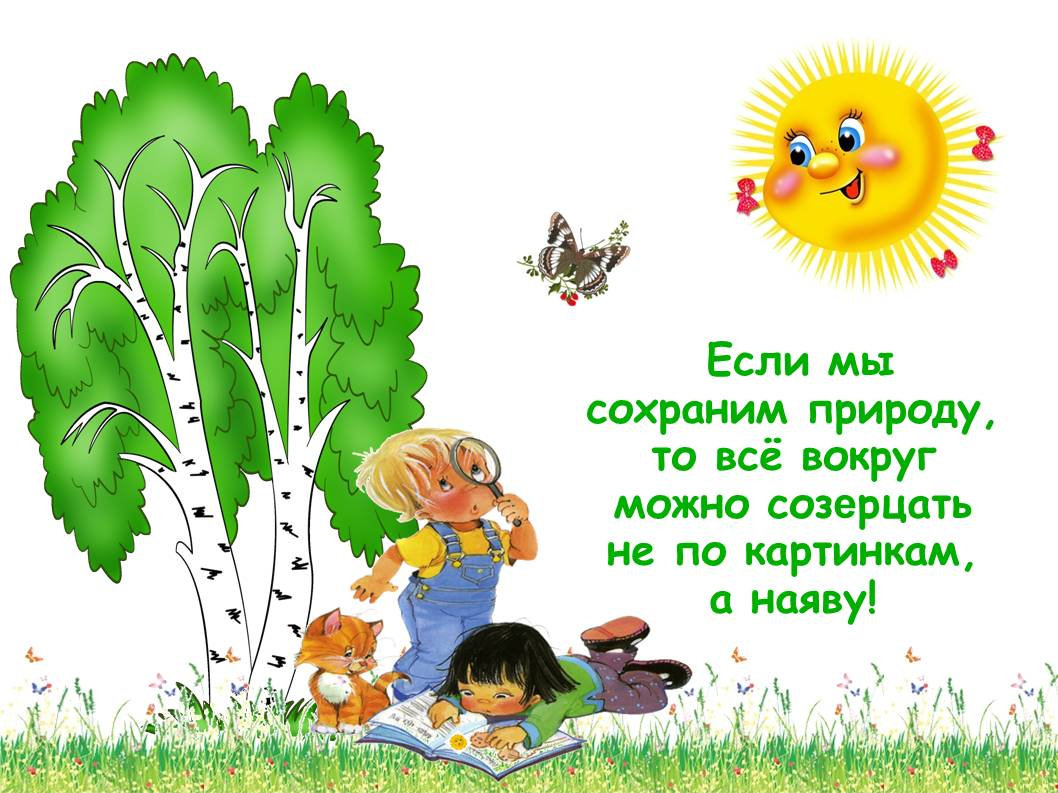 Если мы
сохраним природу,
то всё вокруг
можно созерцать
не по картинкам,
а наяву!